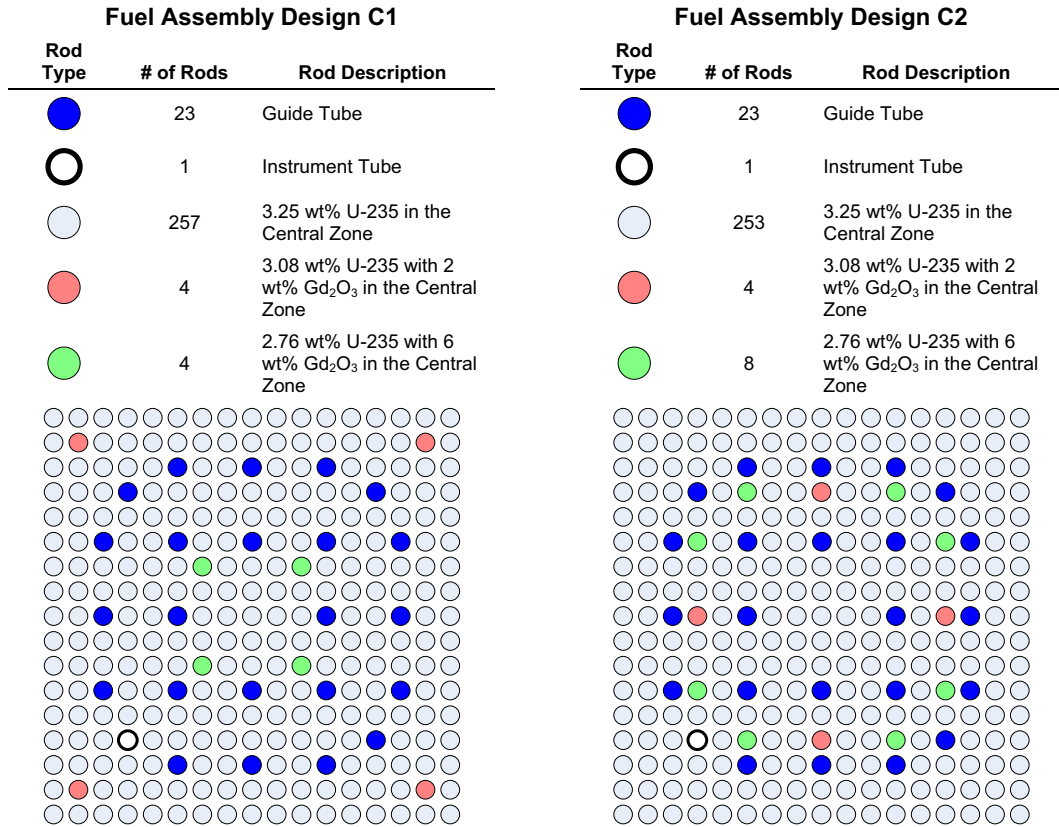 Fuel Assembly Design C1
Rod
Type
# of Rods
Rod Description
23
Guide Tube
1
Instrument Tube
257
3.25 wt% U-235 in the
Central Zone
4
3.08 wt% U-235 with 2
wt% Gd₂O₃ in the Central
Zone
4
2.76 wt% U-235 with 6
wt% Gd₂O₃ in the Central
Zone
Fuel Assembly Design C2
Rod
Type
# of Rods
Rod Description
23
Guide Tube
1
Instrument Tube
253
3.25 wt% U-235 in the
Central Zone
4
3.08 wt% U-235 with 2
wt% Gd₂O₃ in the Central
Zone
8
2.76 wt% U-235 with 6
wt% Gd₂O₃ in the Central
Zone